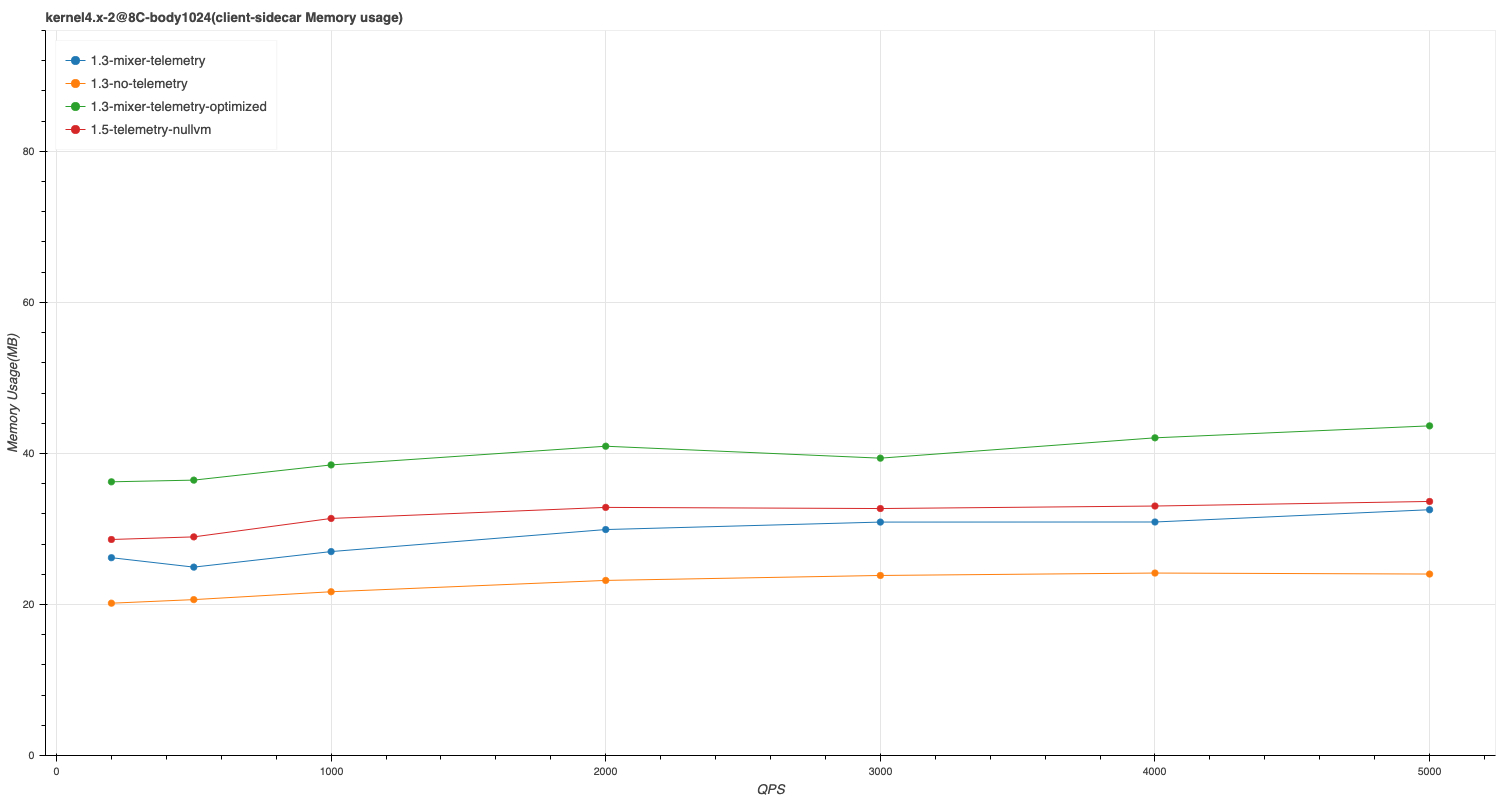 kernel4.x-2@8C-body1024(client-sidecar Memory usage)
1.3-mixer-telemetry
1.3-no-telemetry
1.3-mixer-telemetry-optimized
1.5-telemetry-nullvm
80
60
40
20
0
Memory Usage(MB)
0 1000 2000 3000 4000 5000
QPS